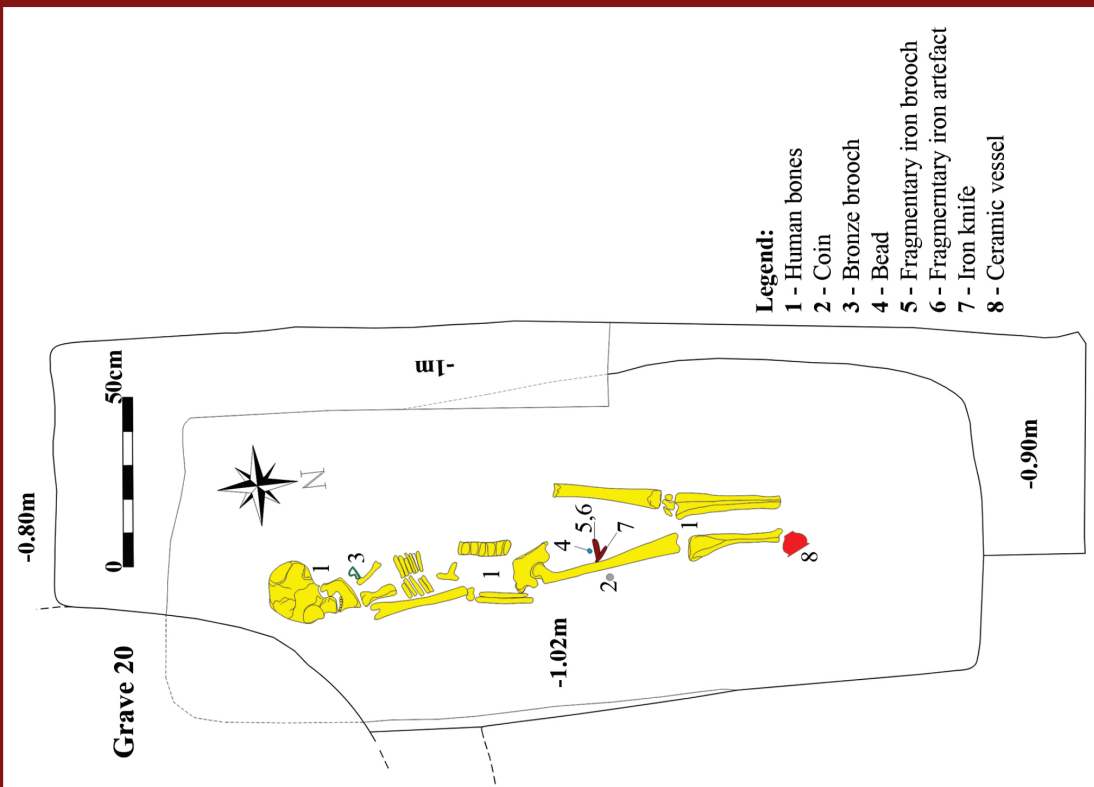 Grave 20
-0.80m
0
50cm
N
-1m
1
3
1
4
5,6
7
2
1
8
-1.02m
-0.90m
Legend:
1 - Human bones
2 - Coin
3 - Bronze brooch
4 - Bead
5 - Fragmentary iron brooch
6 - Fragmerntary iron artefact
7 - Iron knife
8 - Ceramic vessel